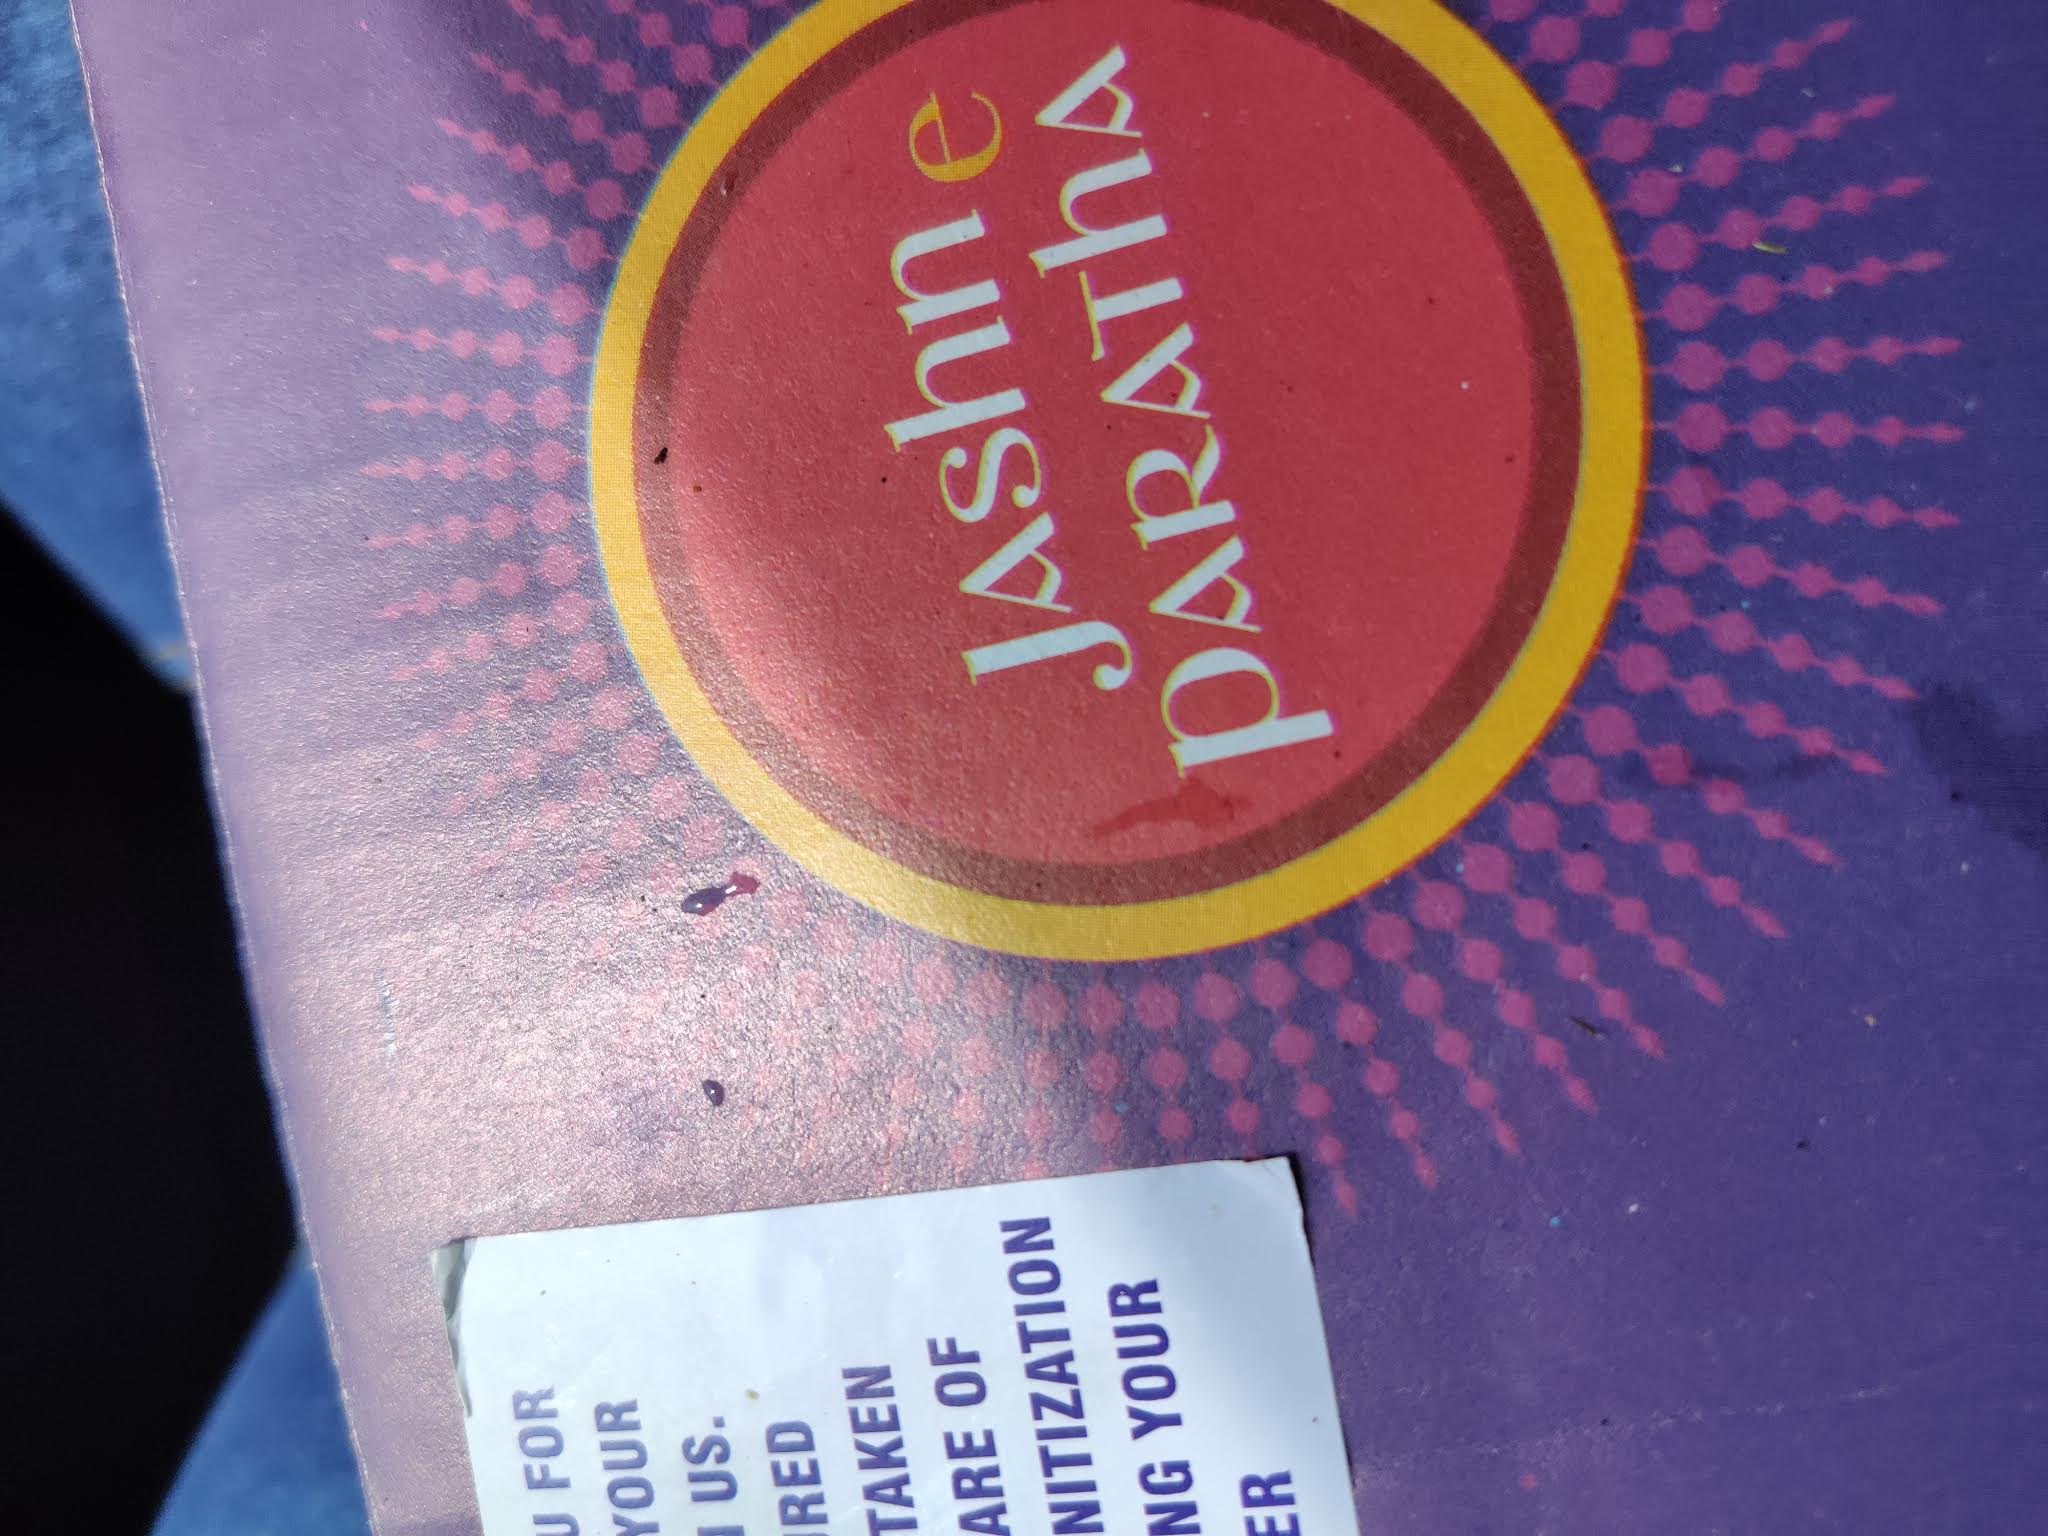 U FOR
YOUR
US.
URED
TAKEN
ARE OF
NITIZATION
NG YOUR
ER
JASHN e
PARATHA